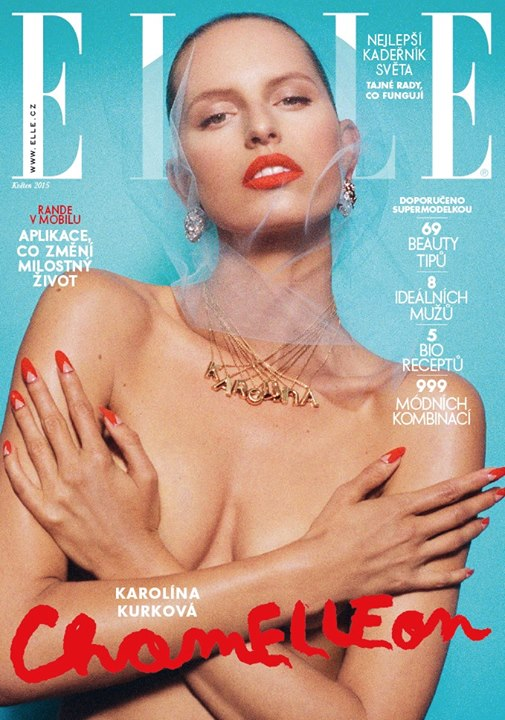 ELLE
WWW.ELLE.CZ
Květen 2015
NEJLEPŠÍ
KADEŘNÍK
SVĚTA
TAJNÉ RADY,
CO FUNGUJÍ
RANDE
V MOBILU
APLIKACE,
CO ZMĚNÍ
MILOSTNÝ
ŽIVOT
DOPORUČENO
SUPERMODELKOU
69
BEAUTY
TIPŮ
8
IDEÁLNÍCH
MUŽŮ
5
BIO
RECEPTŮ
999
MÓDNÍCH
KOMBINACÍ
KAROLINA
KAROLÍNA
KURKOVÁ
ChamELLEon